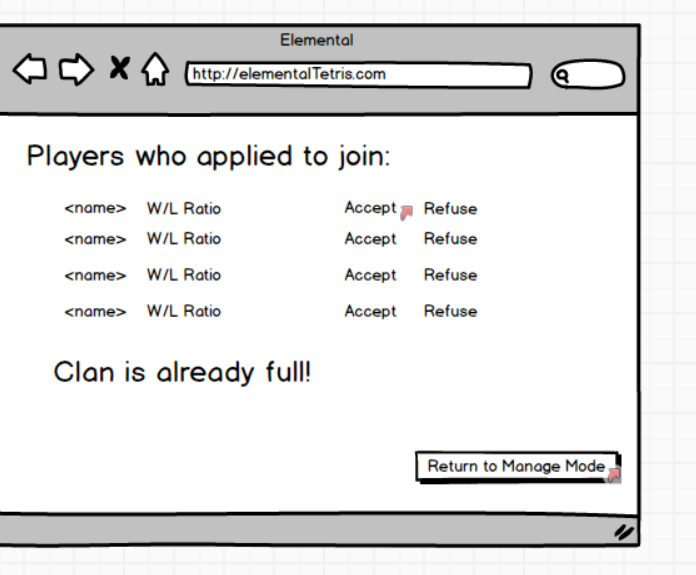 Elemental
http://elementalTetris.com
Players who applied to join:
<name> W/L Ratio Accept Refuse
<name> W/L Ratio Accept Refuse
<name> W/L Ratio Accept Refuse
<name> W/L Ratio Accept Refuse
Clan is already full!
Return to Manage Mode